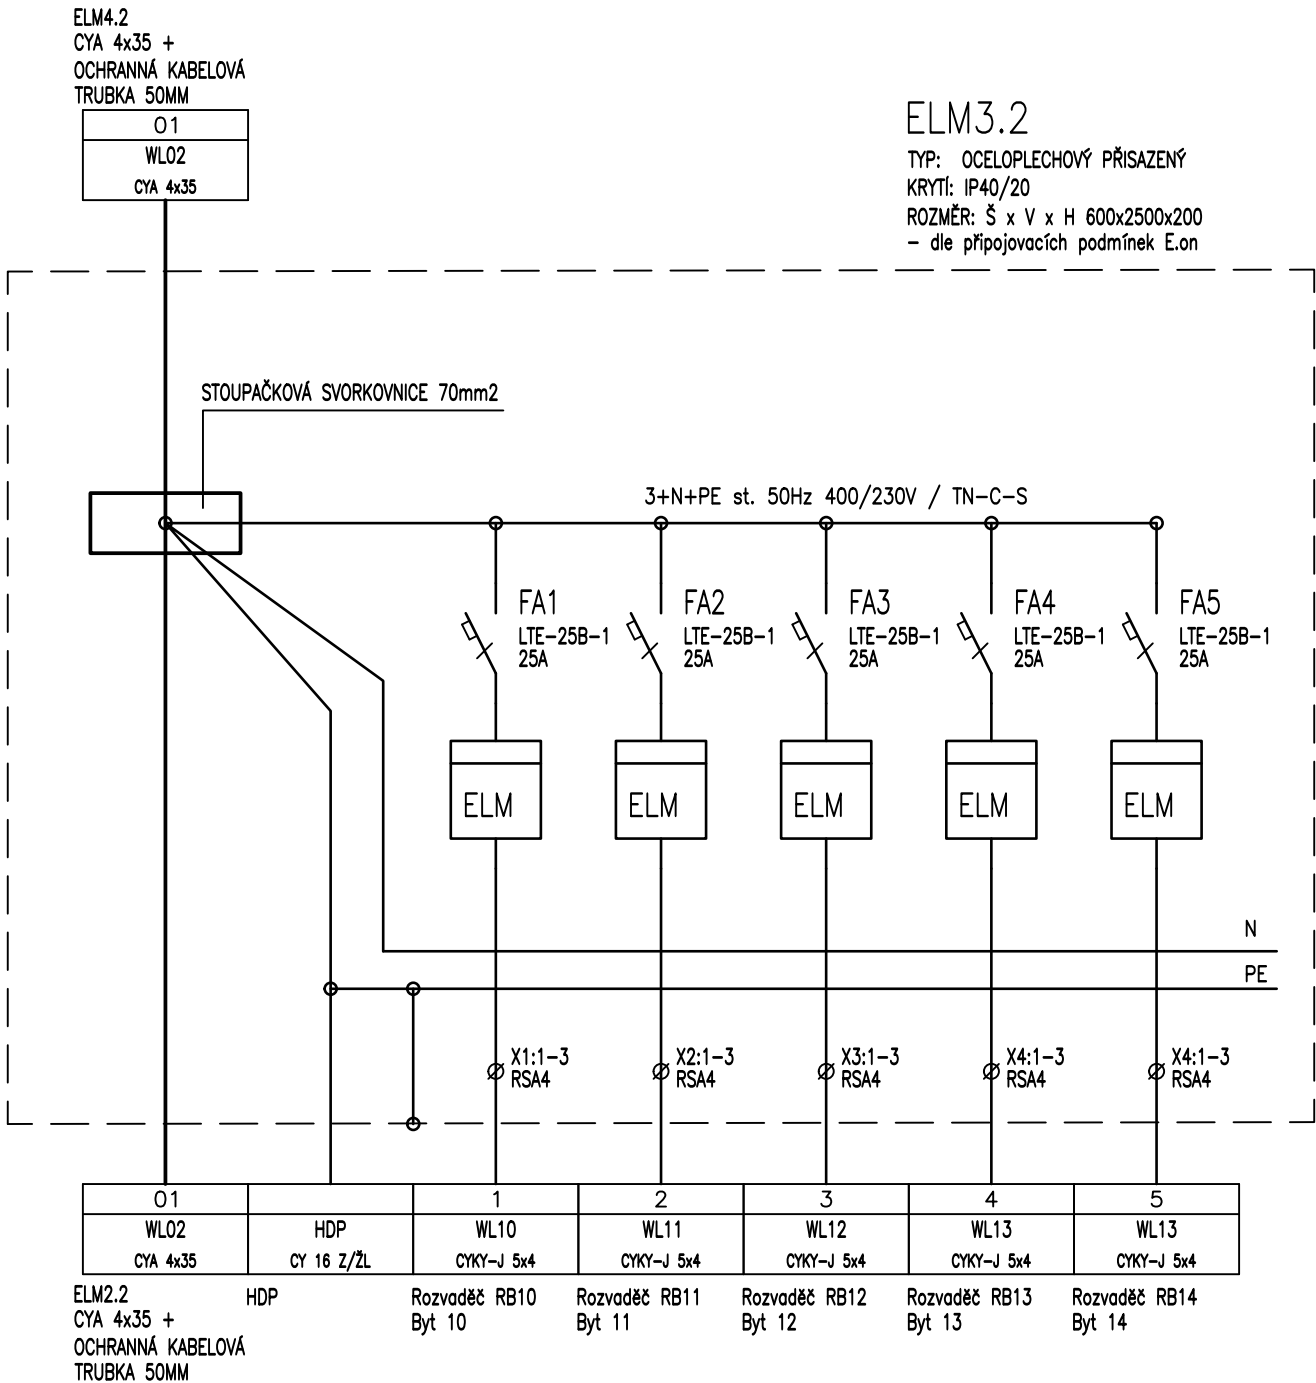 ELM4.2
CYA 4x35 +
OCHRANNÁ KABELOVÁ
TRUBKA 50MM
01
WL02
CYA 4x35
ELM3.2
TYP: OCELOPLECHOVÝ PŘISAZENÝ
KRYTÍ: IP40/20
ROZMĚR: Š x V x H 600x2500x200
- dle připojovacích podmínek E.on
STOUPAČKOVÁ SVORKOVNICE 70mm2
3+N+PE st. 50Hz 400/230V / TN-C-S
FA1
LTE-25B-1
25A
FA2
LTE-25B-1
25A
FA3
LTE-25B-1
25A
FA4
LTE-25B-1
25A
FA5
LTE-25B-1
25A
ELM
ELM
ELM
ELM
ELM
N
PE
X1:1-3
RSA4
X2:1-3
RSA4
X3:1-3
RSA4
X4:1-3
RSA4
X4:1-3
RSA4
01
1
2
3
4
5
WL02
HDP
WL10
WL11
WL12
WL13
WL13
CYA 4x35
CY 16 Z/ŽL
CYKY-J 5x4
CYKY-J 5x4
CYKY-J 5x4
CYKY-J 5x4
CYKY-J 5x4
ELM2.2
CYA 4x35 +
OCHRANNÁ KABELOVÁ
TRUBKA 50MM
HDP
Rozvaděč RB10
Byt 10
Rozvaděč RB11
Byt 11
Rozvaděč RB12
Byt 12
Rozvaděč RB13
Byt 13
Rozvaděč RB14
Byt 14